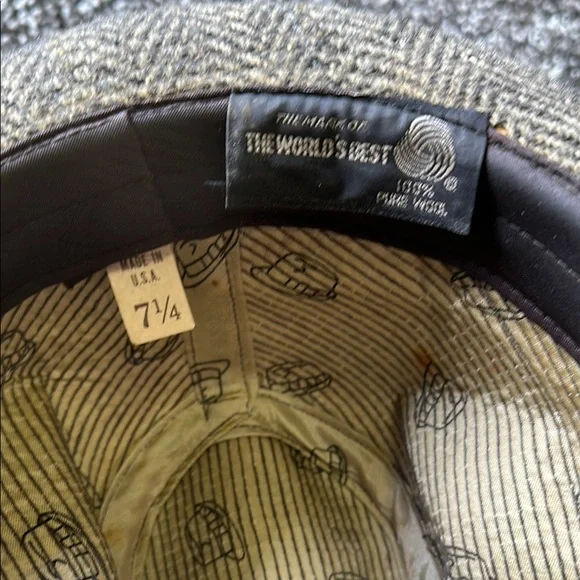 THE MARK OF
THE WORLD'S BEST
©
100%
PURE WOOL
MADE IN
U.S.A.
7 1/4